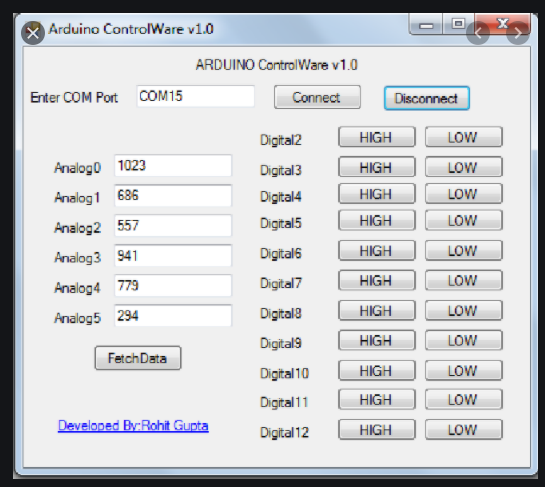 Arduino ControlWare v1.0
ARDUINO ControlWare v1.0
Enter COM Port COM15 Connect Disconnect
Digital2 HIGH LOW
Analog0 1023 Digital3 HIGH LOW
Analog1 686 Digital4 HIGH LOW
Analog2 557 Digital5 HIGH LOW
Analog3 941 Digital6 HIGH LOW
Analog4 779 Digital7 HIGH LOW
Analog5 294 Digital8 HIGH LOW
FetchData Digital9 HIGH LOW
Digital10 HIGH LOW
Digital11 HIGH LOW
Developed By:Rohit Gupta Digital12 HIGH LOW